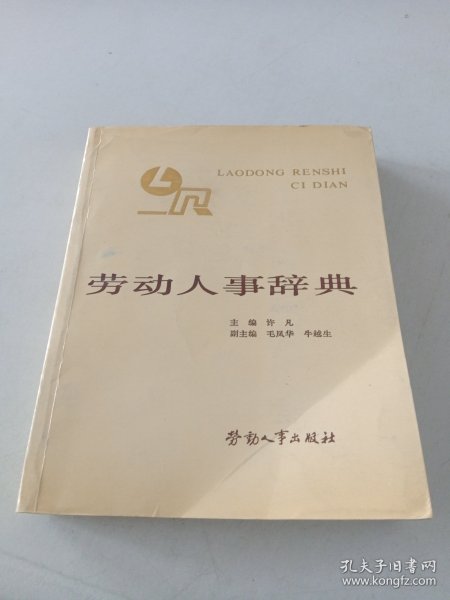 LAODONG RENSHI
CI DIAN
劳动人事辞典
主编 许凡
副主编 毛凤华 牛越生
劳动人事出版社
孔夫子旧书网
www.kongfz.com